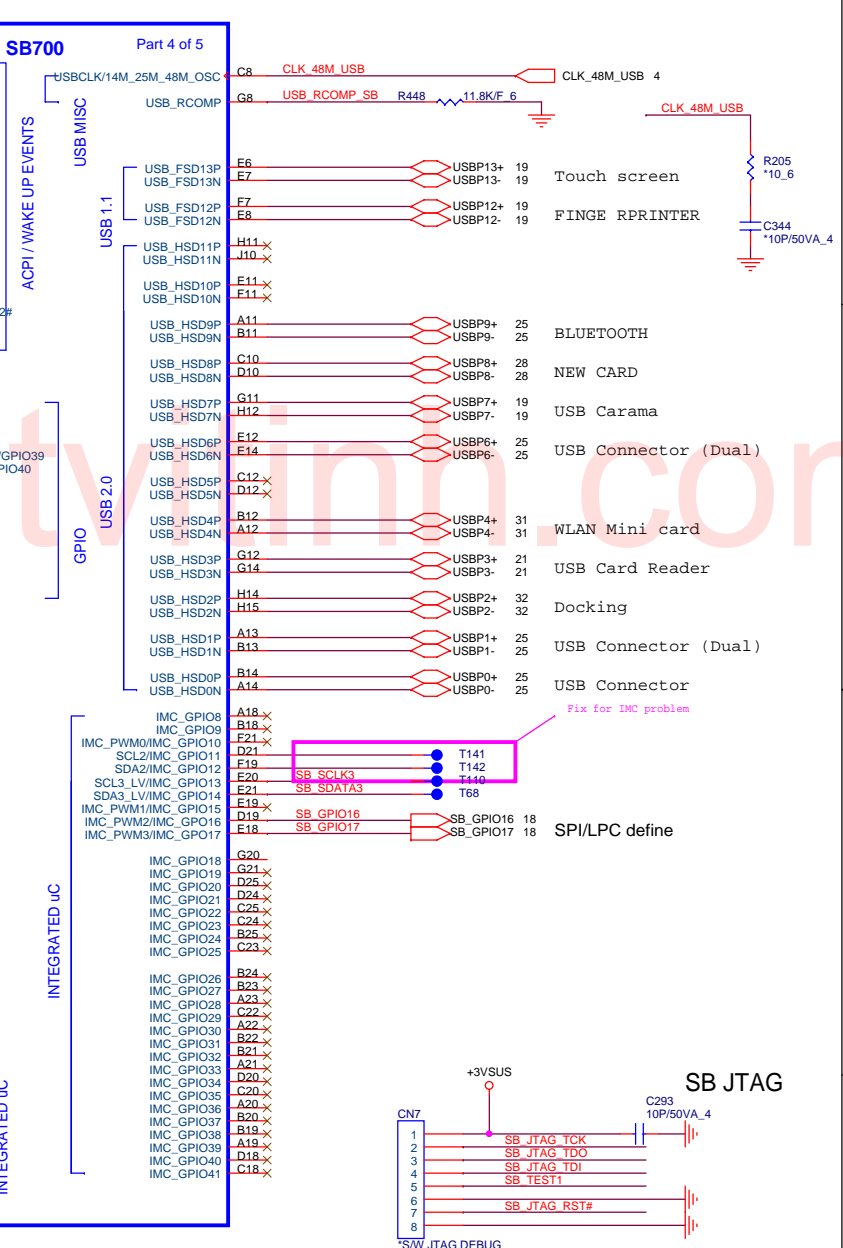 SB700
Part 4 of 5
USBCLK/14M_25M_48M_OSC C8 CLK_48M_USB CLK_48M_USB 4
USB_RCOMP G8 USB_RCOMP_SB R448 11.8K/F_6
CLK_48M_USB
R205
*10_6
C344
*10P/50VA_4
USB MISC
ACPI / WAKE UP EVENTS
USB 1.1
USB_FSD13P E6 USBP13+ 19
USB_FSD13N E7 USBP13- 19
Touch screen
USB_FSD12P F7 USBP12+ 19
USB_FSD12N E8 USBP12- 19
FINGE RPRINTER
USB_HSD11P H11
USB_HSD11N J10
USB_HSD10P E11
USB_HSD10N F11
2#
USB_HSD9P A11 USBP9+ 25
USB_HSD9N B11 USBP9- 25
BLUETOOTH
USB_HSD8P C10 USBP8+ 28
USB_HSD8N D10 USBP8- 28
NEW CARD
USB_HSD7P G11 USBP7+ 19
USB_HSD7N H12 USBP7- 19
USB Carama
USB_HSD6P E12 USBP6+ 25
USB_HSD6N E14 USBP6- 25
USB Connector (Dual)
/GPIO39
PIO40
USB 2.0
GPIO
tvilinh.cor
USB_HSD5P C12
USB_HSD5N D12
USB_HSD4P B12 USBP4+ 31
USB_HSD4N A12 USBP4- 31
WLAN Mini card
USB_HSD3P G12 USBP3+ 21
USB_HSD3N G14 USBP3- 21
USB Card Reader
USB_HSD2P H14 USBP2+ 32
USB_HSD2N H15 USBP2- 32
Docking
USB_HSD1P A13 USBP1+ 25
USB_HSD1N B13 USBP1- 25
USB Connector (Dual)
USB_HSD0P B14 USBP0+ 25
USB_HSD0N A14 USBP0- 25
USB Connector
Fix for IMC problem
IMC_GPIO8 A18
IMC_GPIO9 B18
IMC_PWM0/IMC_GPIO10 F21
SCL2/IMC_GPIO11 D21 T141
SDA2/IMC_GPIO12 F19 T142
SCL3_LV/IMC_GPIO13 E20 SB_SCLK3 T110
SDA3_LV/IMC_GPIO14 E21 SB_SDATA3 T68
IMC_PWM1/IMC_GPIO15 E19
IMC_PWM2/IMC_GPO16 D19 SB_GPIO16 SB_GPIO16 18
IMC_PWM3/IMC_GPO17 E18 SB_GPIO17 SB_GPIO17 18
SPI/LPC define
INTEGRATED uC
IMC_GPIO18 G20
IMC_GPIO19 G21
IMC_GPIO20 D25
IMC_GPIO21 D24
IMC_GPIO22 C25
IMC_GPIO23 C24
IMC_GPIO24 B25
IMC_GPIO25 C23
IMC_GPIO26 B24
IMC_GPIO27 B23
IMC_GPIO28 A23
IMC_GPIO29 C22
IMC_GPIO30 A22
IMC_GPIO31 B22
IMC_GPIO32 B21
IMC_GPIO33 A21
IMC_GPIO34 D20
IMC_GPIO35 C20
IMC_GPIO36 A20
IMC_GPIO37 B20
IMC_GPIO38 B19
IMC_GPIO39 A19
IMC_GPIO40 D18
IMC_GPIO41 C18
INTEGRATED uC
SB JTAG
+3VSUS
C293
10P/50VA_4
CN7
1
2 SB_JTAG_TCK
3 SB_JTAG_TDO
4 SB_JTAG_TDI
5 SB_TEST1
6
7 SB_JTAG_RST#
8
*S/W JTAG DEBUG